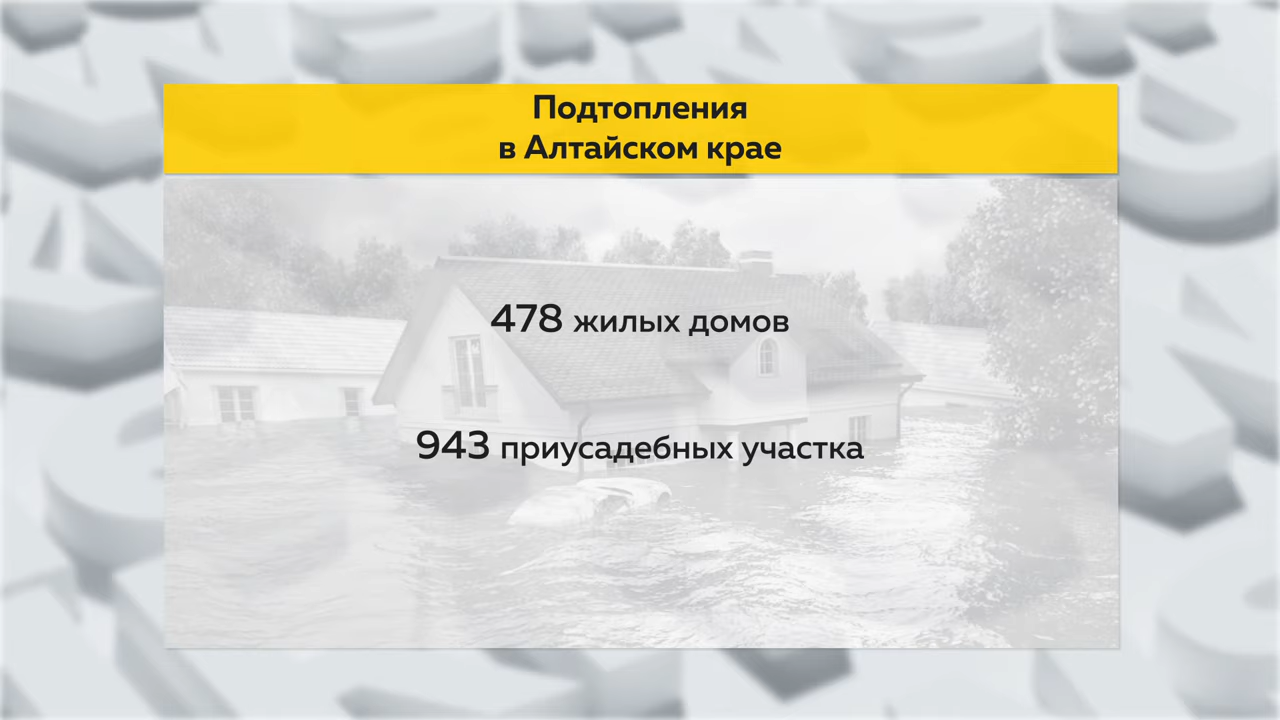 Подтопления
в Алтайском крае
478 жилых домов
943 приусадебных участка